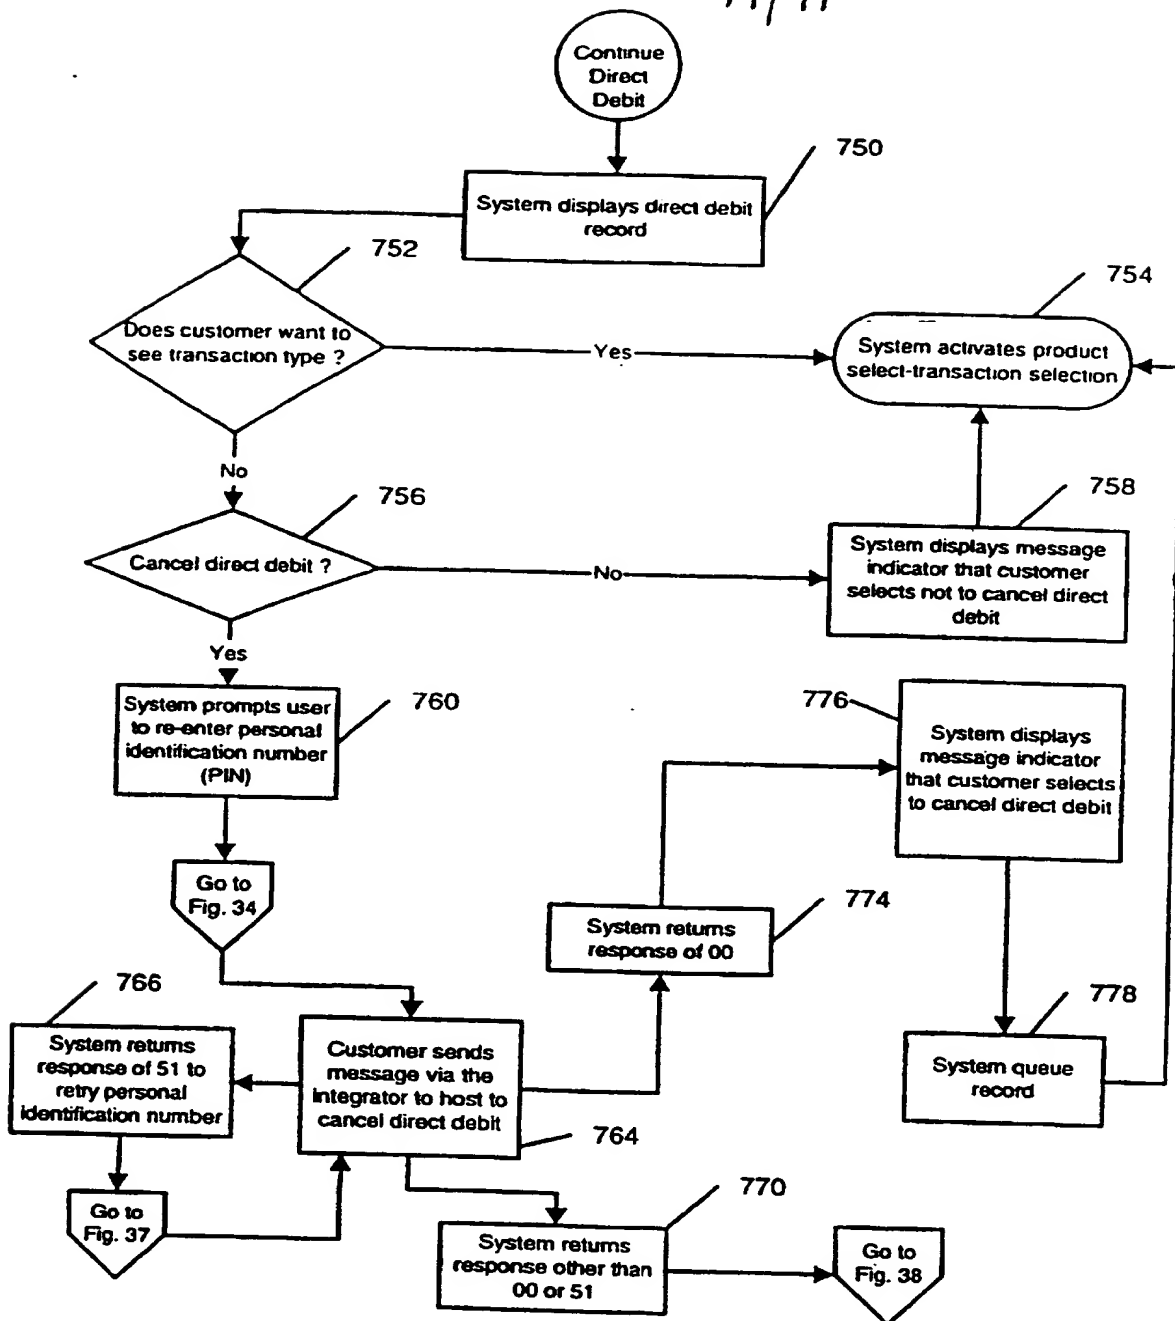 Continue
Direct
Debit
750
System displays direct debit
record
752
754
Does customer want to
see transaction type ?
Yes
System activates product
select-transaction selection
No
756
758
Cancel direct debit ?
No
System displays message
indicator that customer
selects not to cancel direct
debit
Yes
760
System prompts user
to re-enter personal
identification number
(PIN)
776
System displays
message indicator
that customer selects
to cancel direct debit
Go to
Fig. 34
774
System returns
response of 00
766
778
System returns
response of 51 to
retry personal
identification number
Customer sends
message via the
integrator to host to
cancel direct debit
764
System queue
record
Go to
Fig. 37
770
System returns
response other than
00 or 51
Go to
Fig. 38